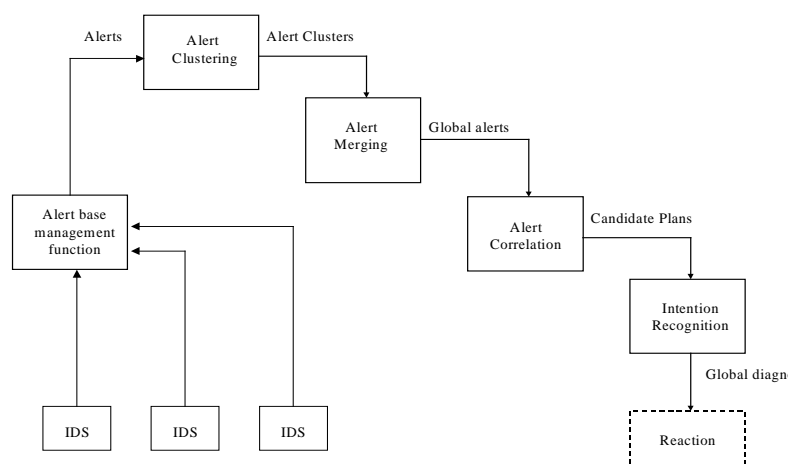 Alerts
Alert
Clustering
Alert Clusters
Alert
Merging
Global alerts
Alert base
management
function
Alert
Correlation
Candidate Plans
Intention
Recognition
Global
IDS
IDS
IDS
Reaction